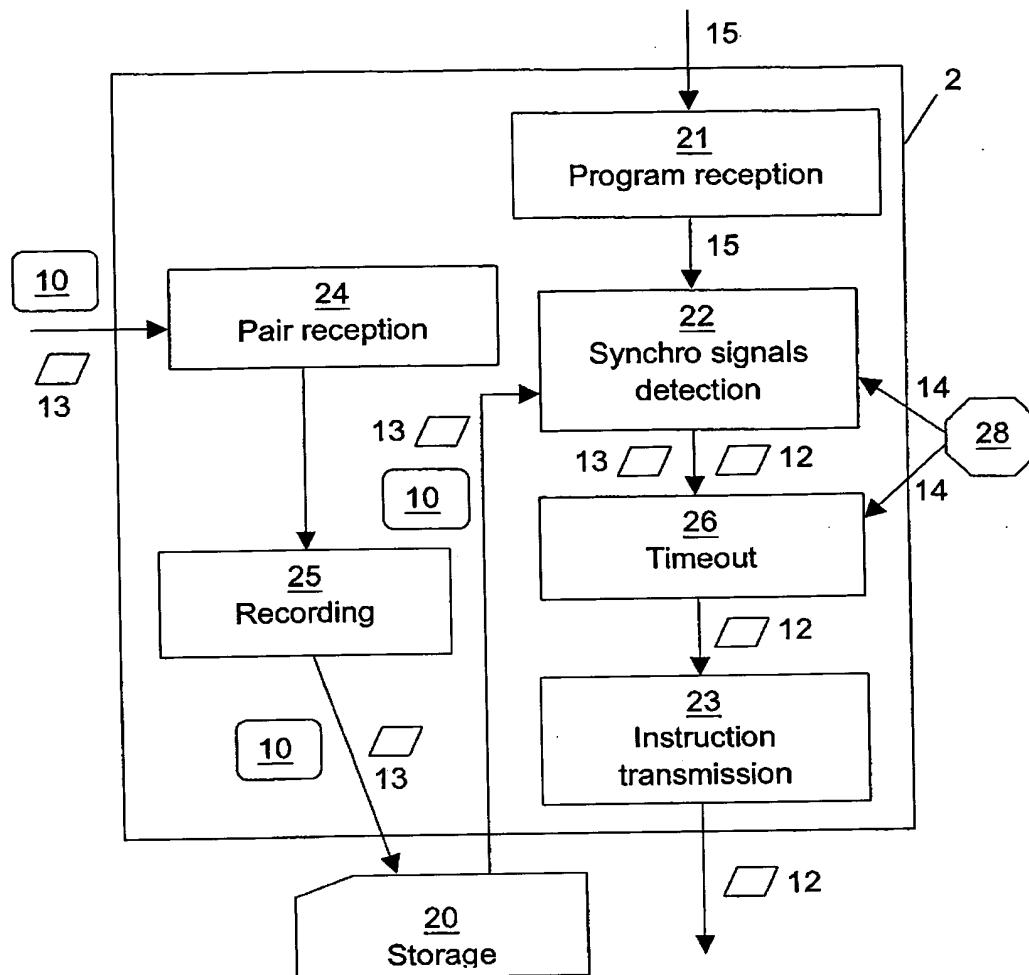 15
2
21
Program reception
15
10
13
24
Pair reception
22
Synchro signals
detection
14
28
14
13
10
13
12
26
Timeout
25
Recording
12
10
13
23
Instruction
transmission
12
20
Storage